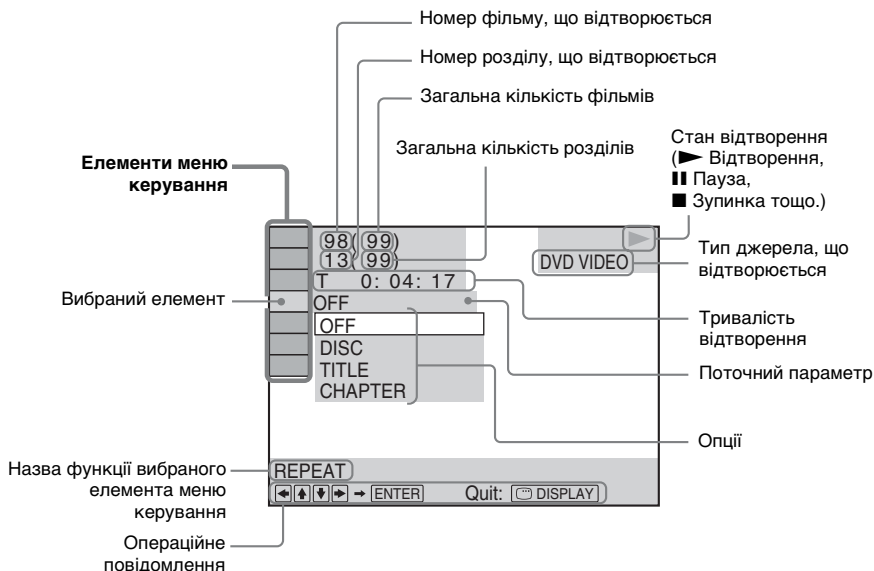 Номер фільму, що відтворюється
Номер розділу, що відтворюється
Загальна кількість фільмів
Загальна кількість розділів
Стан відтворення
(► Відтворення,
❚❚ Пауза,
■ Зупинка тощо.)
Елементи меню
керування
98(99)
13(99)
T 0: 04: 17
OFF
OFF
DISC
TITLE
CHAPTER
►
DVD VIDEO
Тип джерела, що
відтворюється
Вибраний елемент
Тривалість
відтворення
Поточний параметр
Опції
Назва функції вибраного
елемента меню
керування
REPEAT
← ↑ ↓ → → ENTER Quit: DISPLAY
Операційне
повідомлення